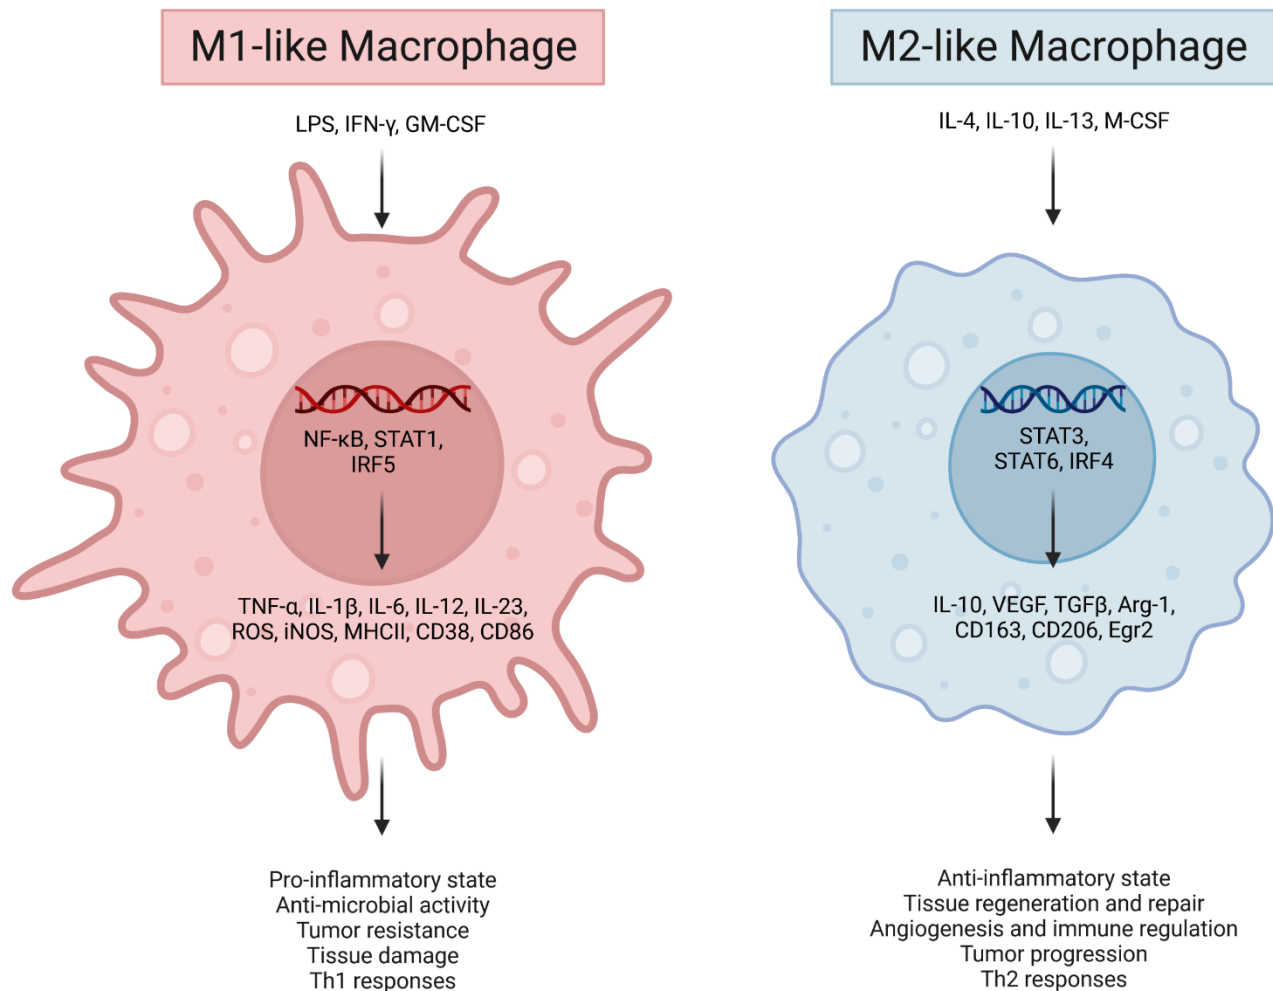 M1-like Macrophage
LPS, IFN-γ, GM-CSF
NF-κB, STAT1,
IRF5
TNF-α, IL-1β, IL-6, IL-12, IL-23,
ROS, iNOS, MHCII, CD38, CD86
Pro-inflammatory state
Anti-microbial activity
Tumor resistance
Tissue damage
Th1 responses
M2-like Macrophage
IL-4, IL-10, IL-13, M-CSF
STAT3,
STAT6, IRF4
IL-10, VEGF, TGFβ, Arg-1,
CD163, CD206, Egr2
Anti-inflammatory state
Tissue regeneration and repair
Angiogenesis and immune regulation
Tumor progression
Th2 responses